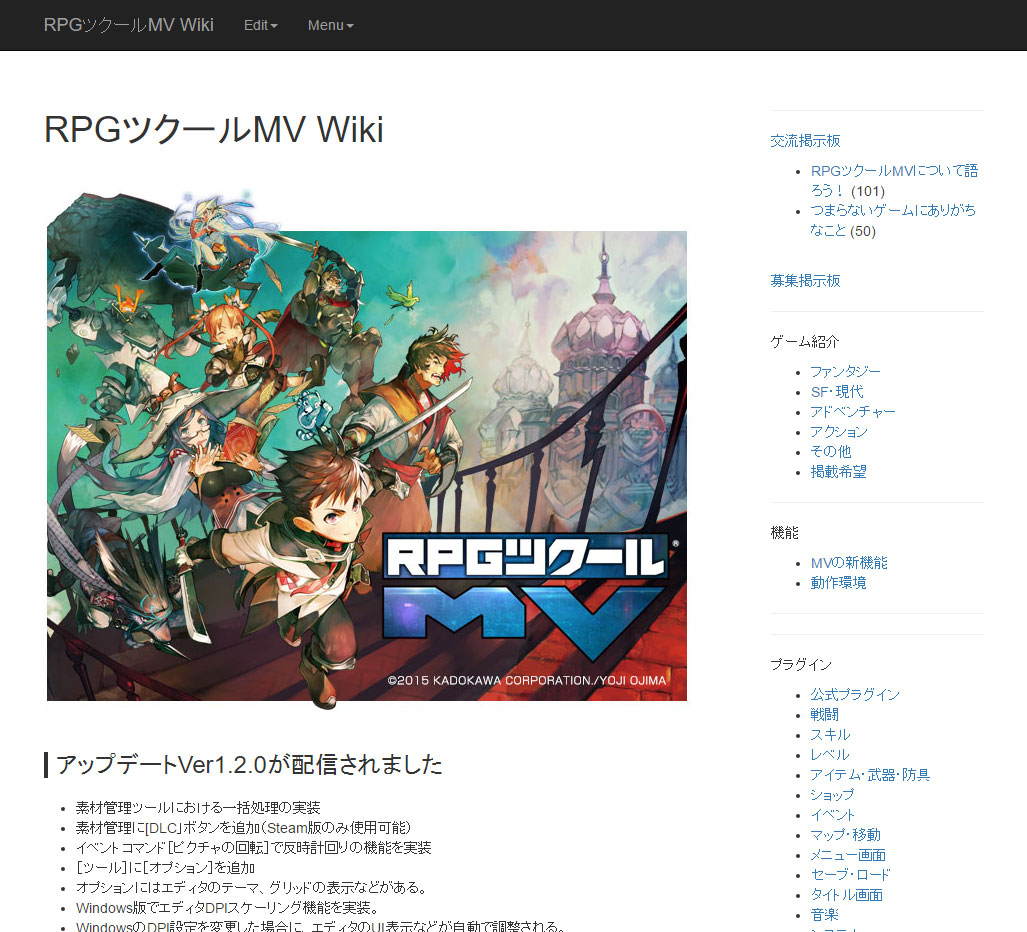 RPGツクールMV Wiki Edit Menu
RPGツクールMV Wiki
RPGツクール®
MV
©2015 KADOKAWA CORPORATION./YOJI OJIMA
アップデートVer1.2.0が配信されました
素材管理ツールにおける一括処理の実装
素材管理に[DLC」ボタンを追加(Steam版のみ使用可能)
イベントコマンド[ピクチャの回転]で反時計回りの機能を実装
[ツール]に[オプション]を追加
オプションにはエディタのテーマ、グリッドの表示などがある。
Windows版でエディタDPIスケーリング機能を実装。
WindowsのDPI設定を変更した場合に、エディタのUI表示などが自動で調整される。
交流掲示板
RPGツクールMVについて語
ろう！ (101)
つまらないゲームにありがち
なこと (50)
募集掲示板
ゲーム紹介
ファンタジー
SF・現代
アドベンチャー
アクション
その他
掲載希望
機能
MVの新機能
動作環境
プラグイン
公式プラグイン
戦闘
スキル
レベル
アイテム・武器・防具
ショップ
イベント
マップ・移動
メニュー画面
セーブ・ロード
タイトル画面
音楽